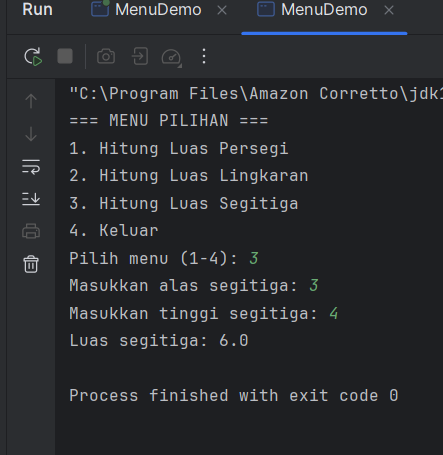 Run MenuDemo MenuDemo
"C:\Program Files\Amazon Corretto\jdk1
=== MENU PILIHAN ===
1. Hitung Luas Persegi
2. Hitung Luas Lingkaran
3. Hitung Luas Segitiga
4. Keluar
Pilih menu (1-4): 3
Masukkan alas segitiga: 3
Masukkan tinggi segitiga: 4
Luas segitiga: 6.0
Process finished with exit code 0